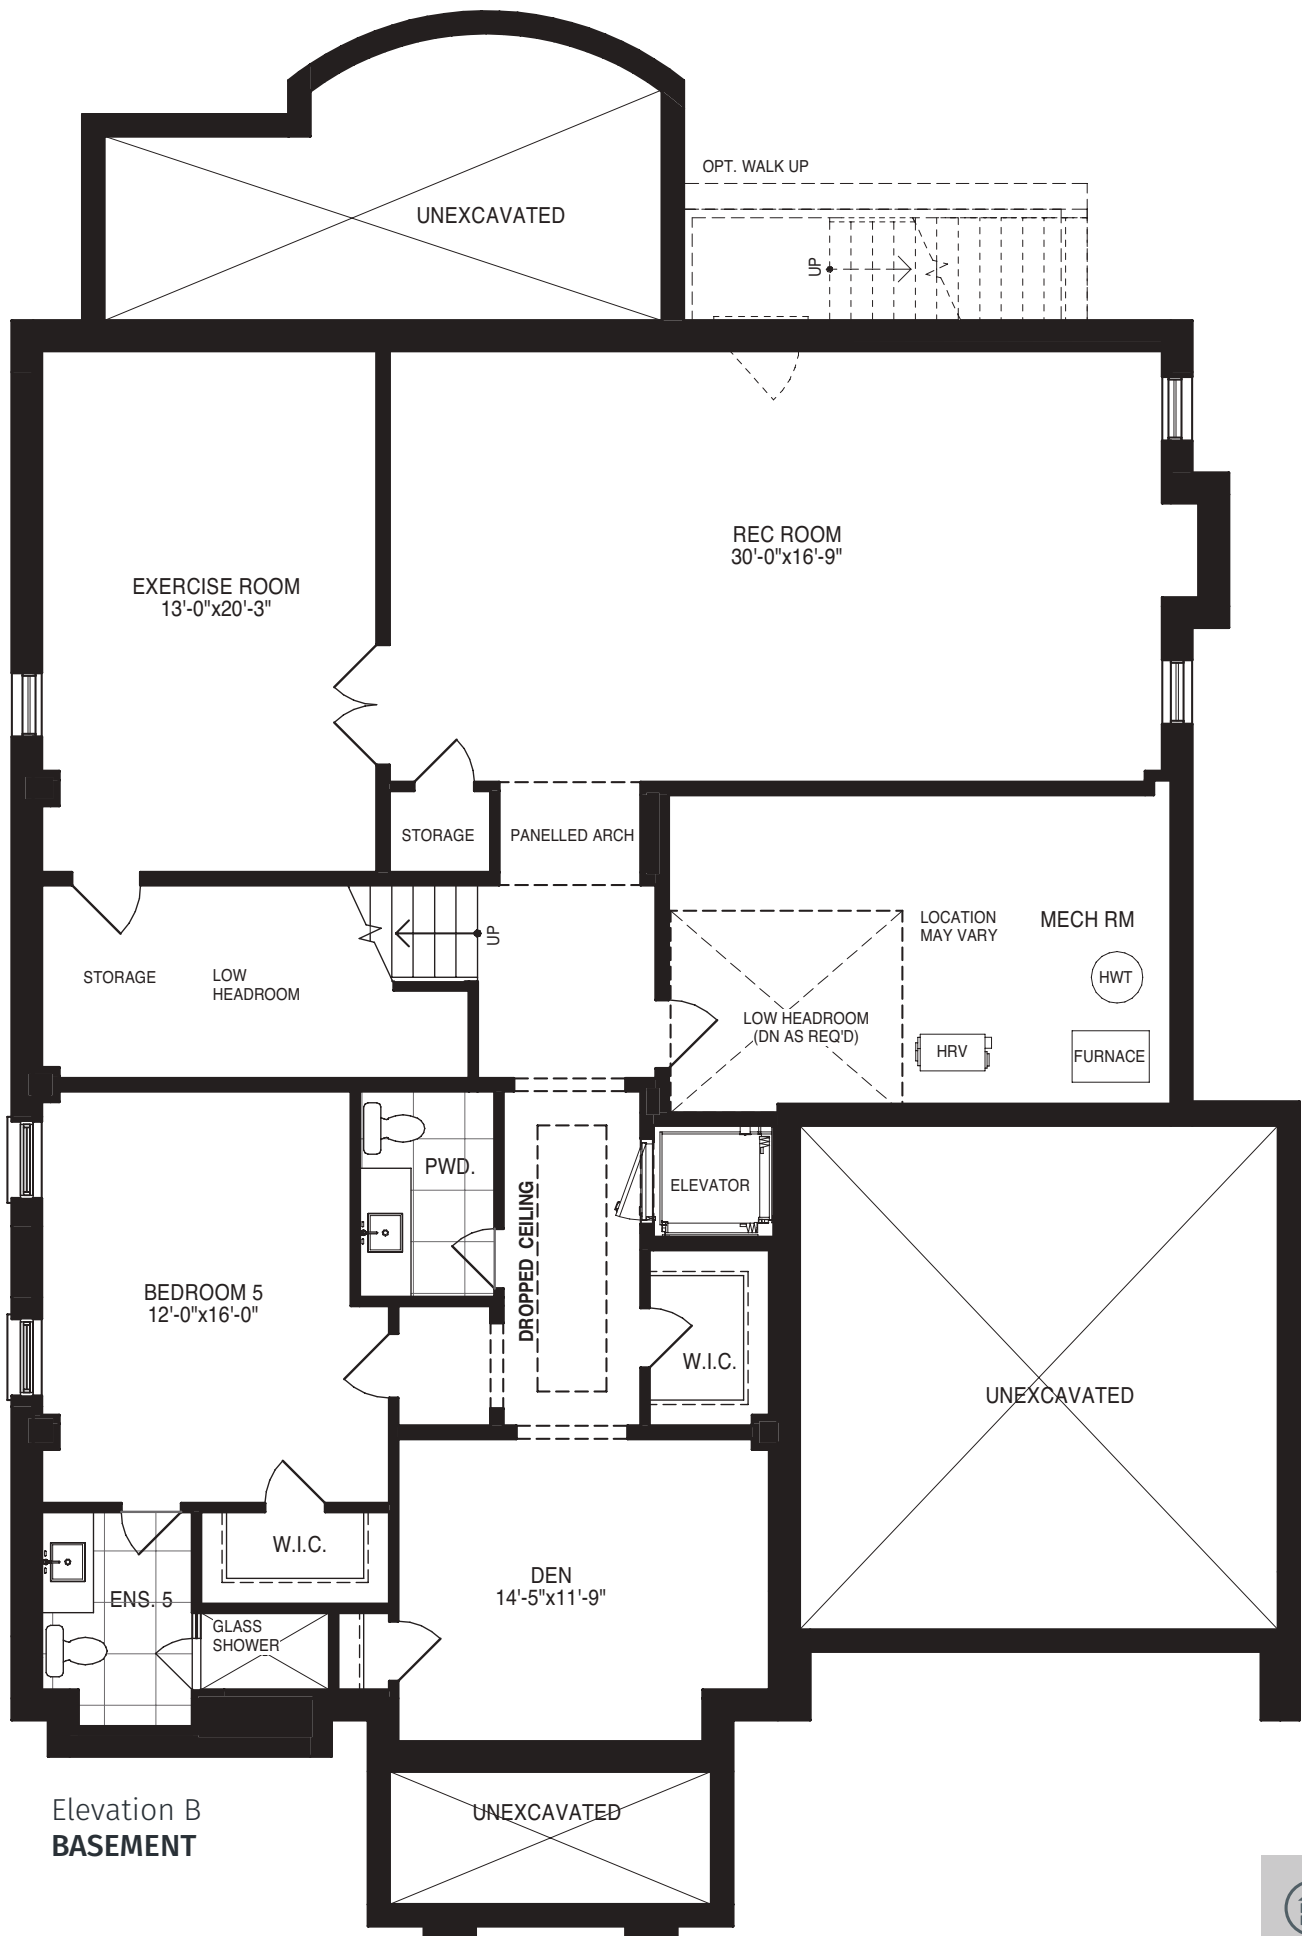 OPT. WALK UP
UNEXCAVATED
UP
REC ROOM
30'-0"x16'-9"
EXERCISE ROOM
13'-0"x20'-3"
STORAGE
PANELLED ARCH
LOCATION
MAY VARY
MECH RM
UP
STORAGE
LOW
HEADROOM
HWT
LOW HEADROOM
(DN AS REQ'D)
HRV
FURNACE
PWD.
ELEVATOR
DROPPED CEILING
BEDROOM 5
12'-0"x16'-0"
W.I.C.
UNEXCAVATED
W.I.C.
DEN
14'-5"x11'-9"
ENS. 5
GLASS
SHOWER
UNEXCAVATED
Elevation B
BASEMENT